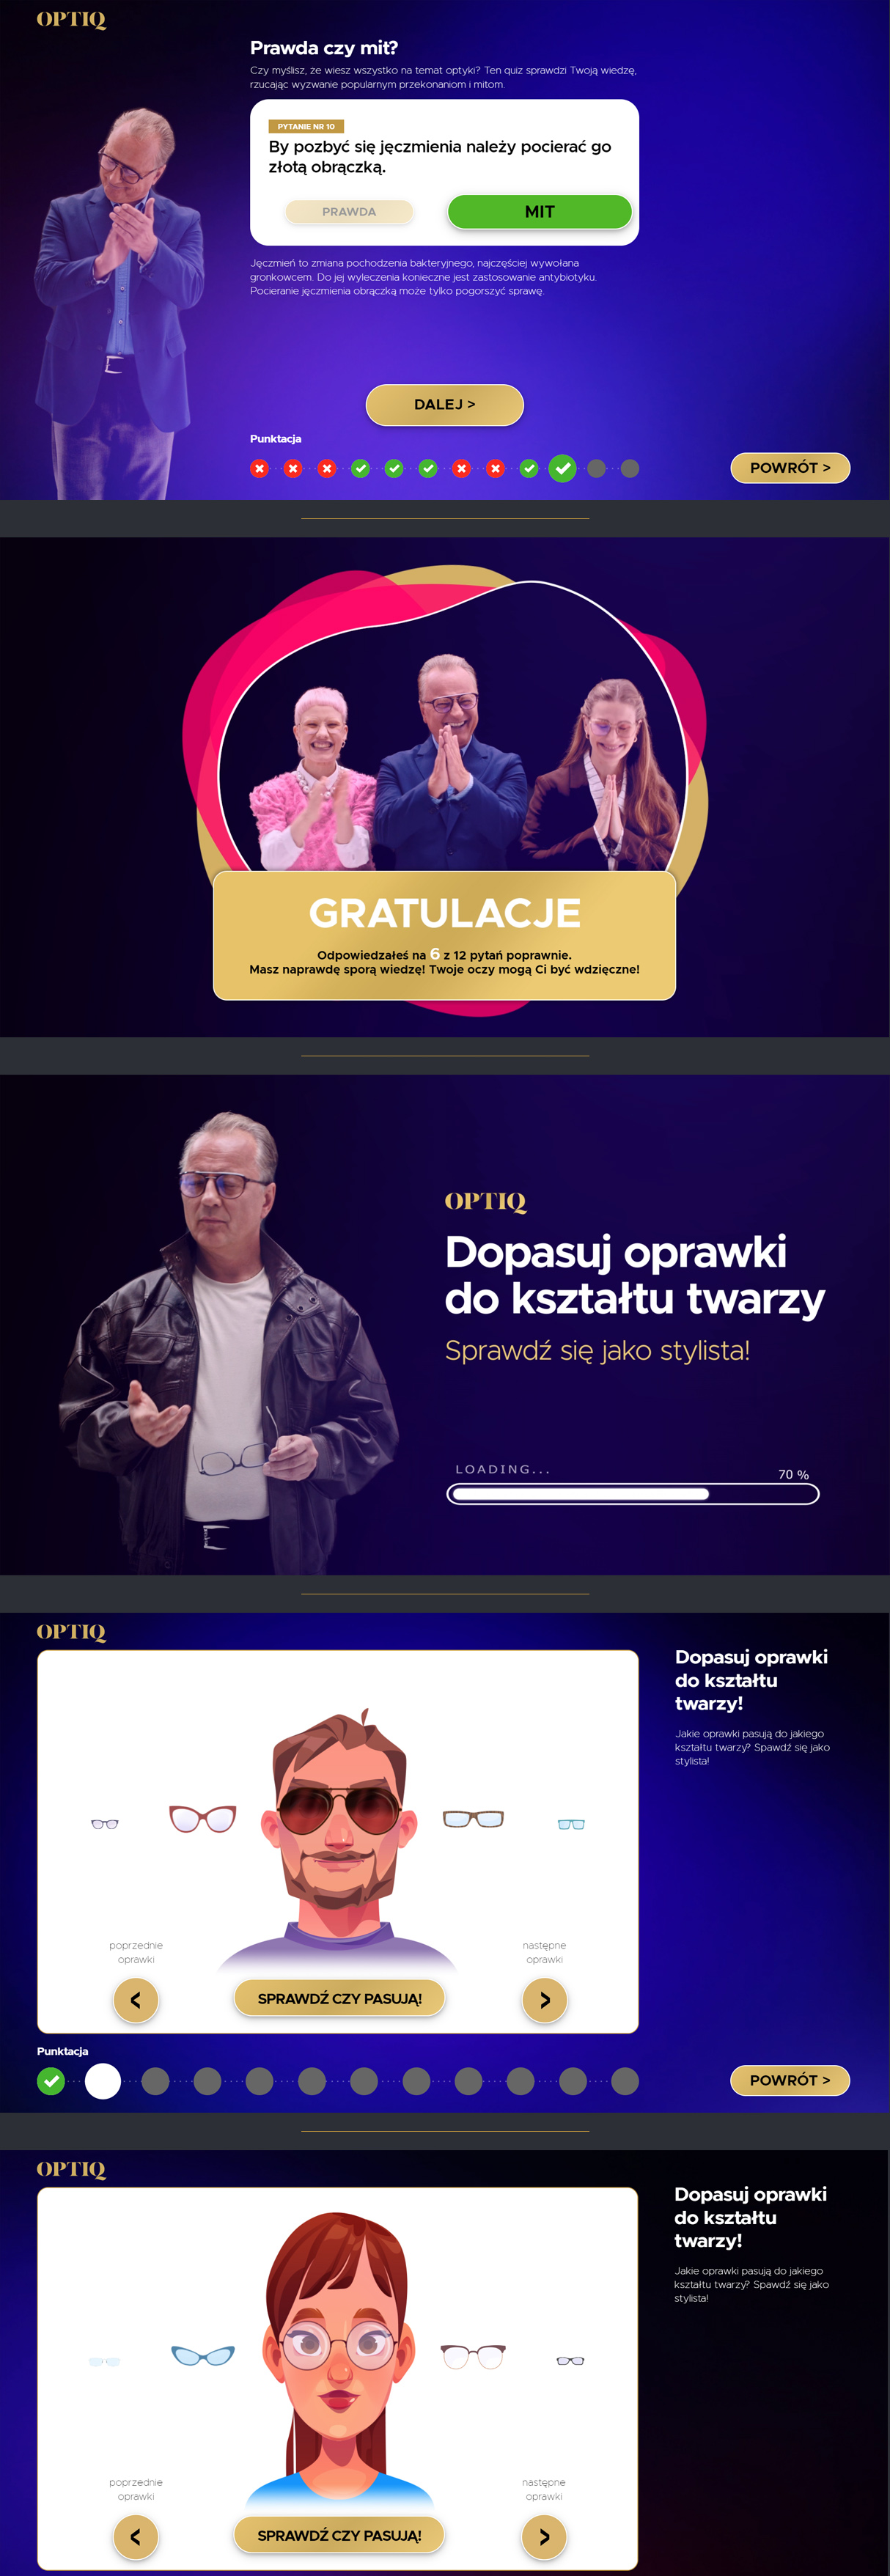 OPTIQ
Prawda czy mit?
Czy myślisz, że wiesz wszystko na temat optyki? Ten quiz sprawdzi Twoją wiedzę,
rzucając wyzwanie popularnym przekonaniom i mitom.
PYTANIE NR 10
By pozbyć się jęczmienia należy pocierać go
złotą obrączką.
PRAWDA
MIT
Jęczmień to zmiana pochodzenia bakteryjnego, najczęściej wywołana
gronkowcem. Do jej wyleczenia konieczne jest zastosowanie antybiotyku.
Pocieranie jęczmienia obrączką może tylko pogorszyć sprawę.
DALEJ >
Punktacja
POWRÓT >
GRATULACJE
Odpowiedzałeś na 6 z 12 pytań poprawnie.
Masz naprawdę sporą wiedzę! Twoje oczy mogą Ci być wdzięczne!
OPTIQ
Dopasuj oprawki
do kształtu twarzy
Sprawdź się jako stylista!
LOADING...
70 %
OPTIQ
Dopasuj oprawki
do kształtu
twarzy!
Jakie oprawki pasują do jakiego
kształtu twarzy? Spawdź się jako
stylista!
poprzednie
oprawki
następne
oprawki
<
SPRAWDŹ CZY PASUJĄ!
>
Punktacja
POWRÓT >
OPTIQ
Dopasuj oprawki
do kształtu
twarzy!
Jakie oprawki pasują do jakiego
kształtu twarzy? Spawdź się jako
stylista!
poprzednie
oprawki
następne
oprawki
<
SPRAWDŹ CZY PASUJĄ!
>